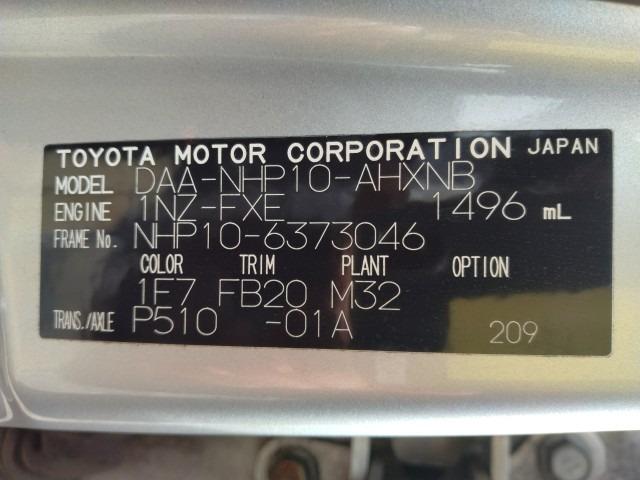 TOYOTA MOTOR CORPORATION JAPAN
MODEL DAA-NHP10-AHXNB
ENGINE 1NZ-FXE 1496 mL
FRAME No. NHP10-6373046
COLOR TRIM PLANT OPTION
1F7 FB20 M32
TRANS./AXLE P510 -01A 209